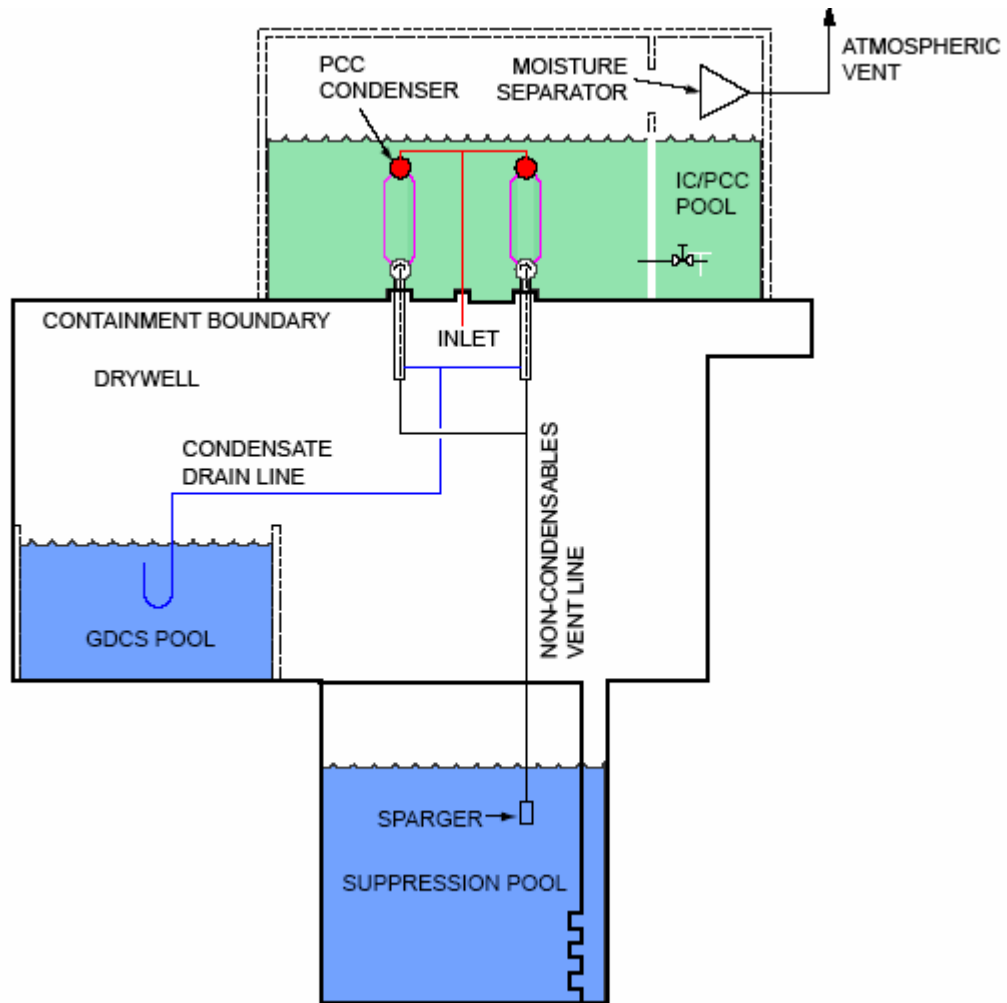 ATMOSPHERIC
VENT
PCC
CONDENSER
MOISTURE
SEPARATOR
IC/PCC
POOL
CONTAINMENT BOUNDARY
INLET
DRYWELL
CONDENSATE
DRAIN LINE
NON-CONDENSABLES
VENT LINE
GDCS POOL
SPARGER
SUPPRESSION POOL